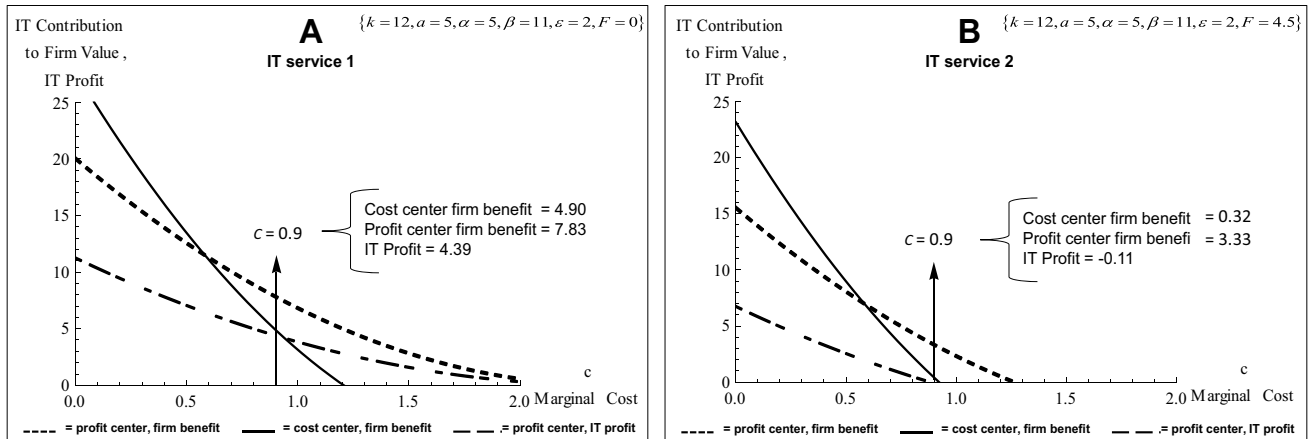 IT Contribution
to Firm Value ,
IT Profit
A
IT service 1
{k = 12, a = 5, α = 5, β = 11, ε = 2, F = 0}
25
20
15
10
5
0
c = 0.9
Cost center firm benefit = 4.90
Profit center firm benefit = 7.83
IT Profit = 4.39
0.0 0.5 1.0 1.5 2.0
c
Marginal Cost
= profit center, firm benefit = cost center, firm benefit = profit center, IT profit
IT Contribution
to Firm Value ,
IT Profit
B
IT service 2
{k = 12, a = 5, α = 5, β = 11, ε = 2, F = 4.5}
25
20
15
10
5
0
c = 0.9
Cost center firm benefit = 0.32
Profit center firm benefi = 3.33
IT Profit = -0.11
0.0 0.5 1.0 1.5 2.0
c
Marginal Cost
= profit center, firm benefit = cost center, firm benefit = profit center, IT profit